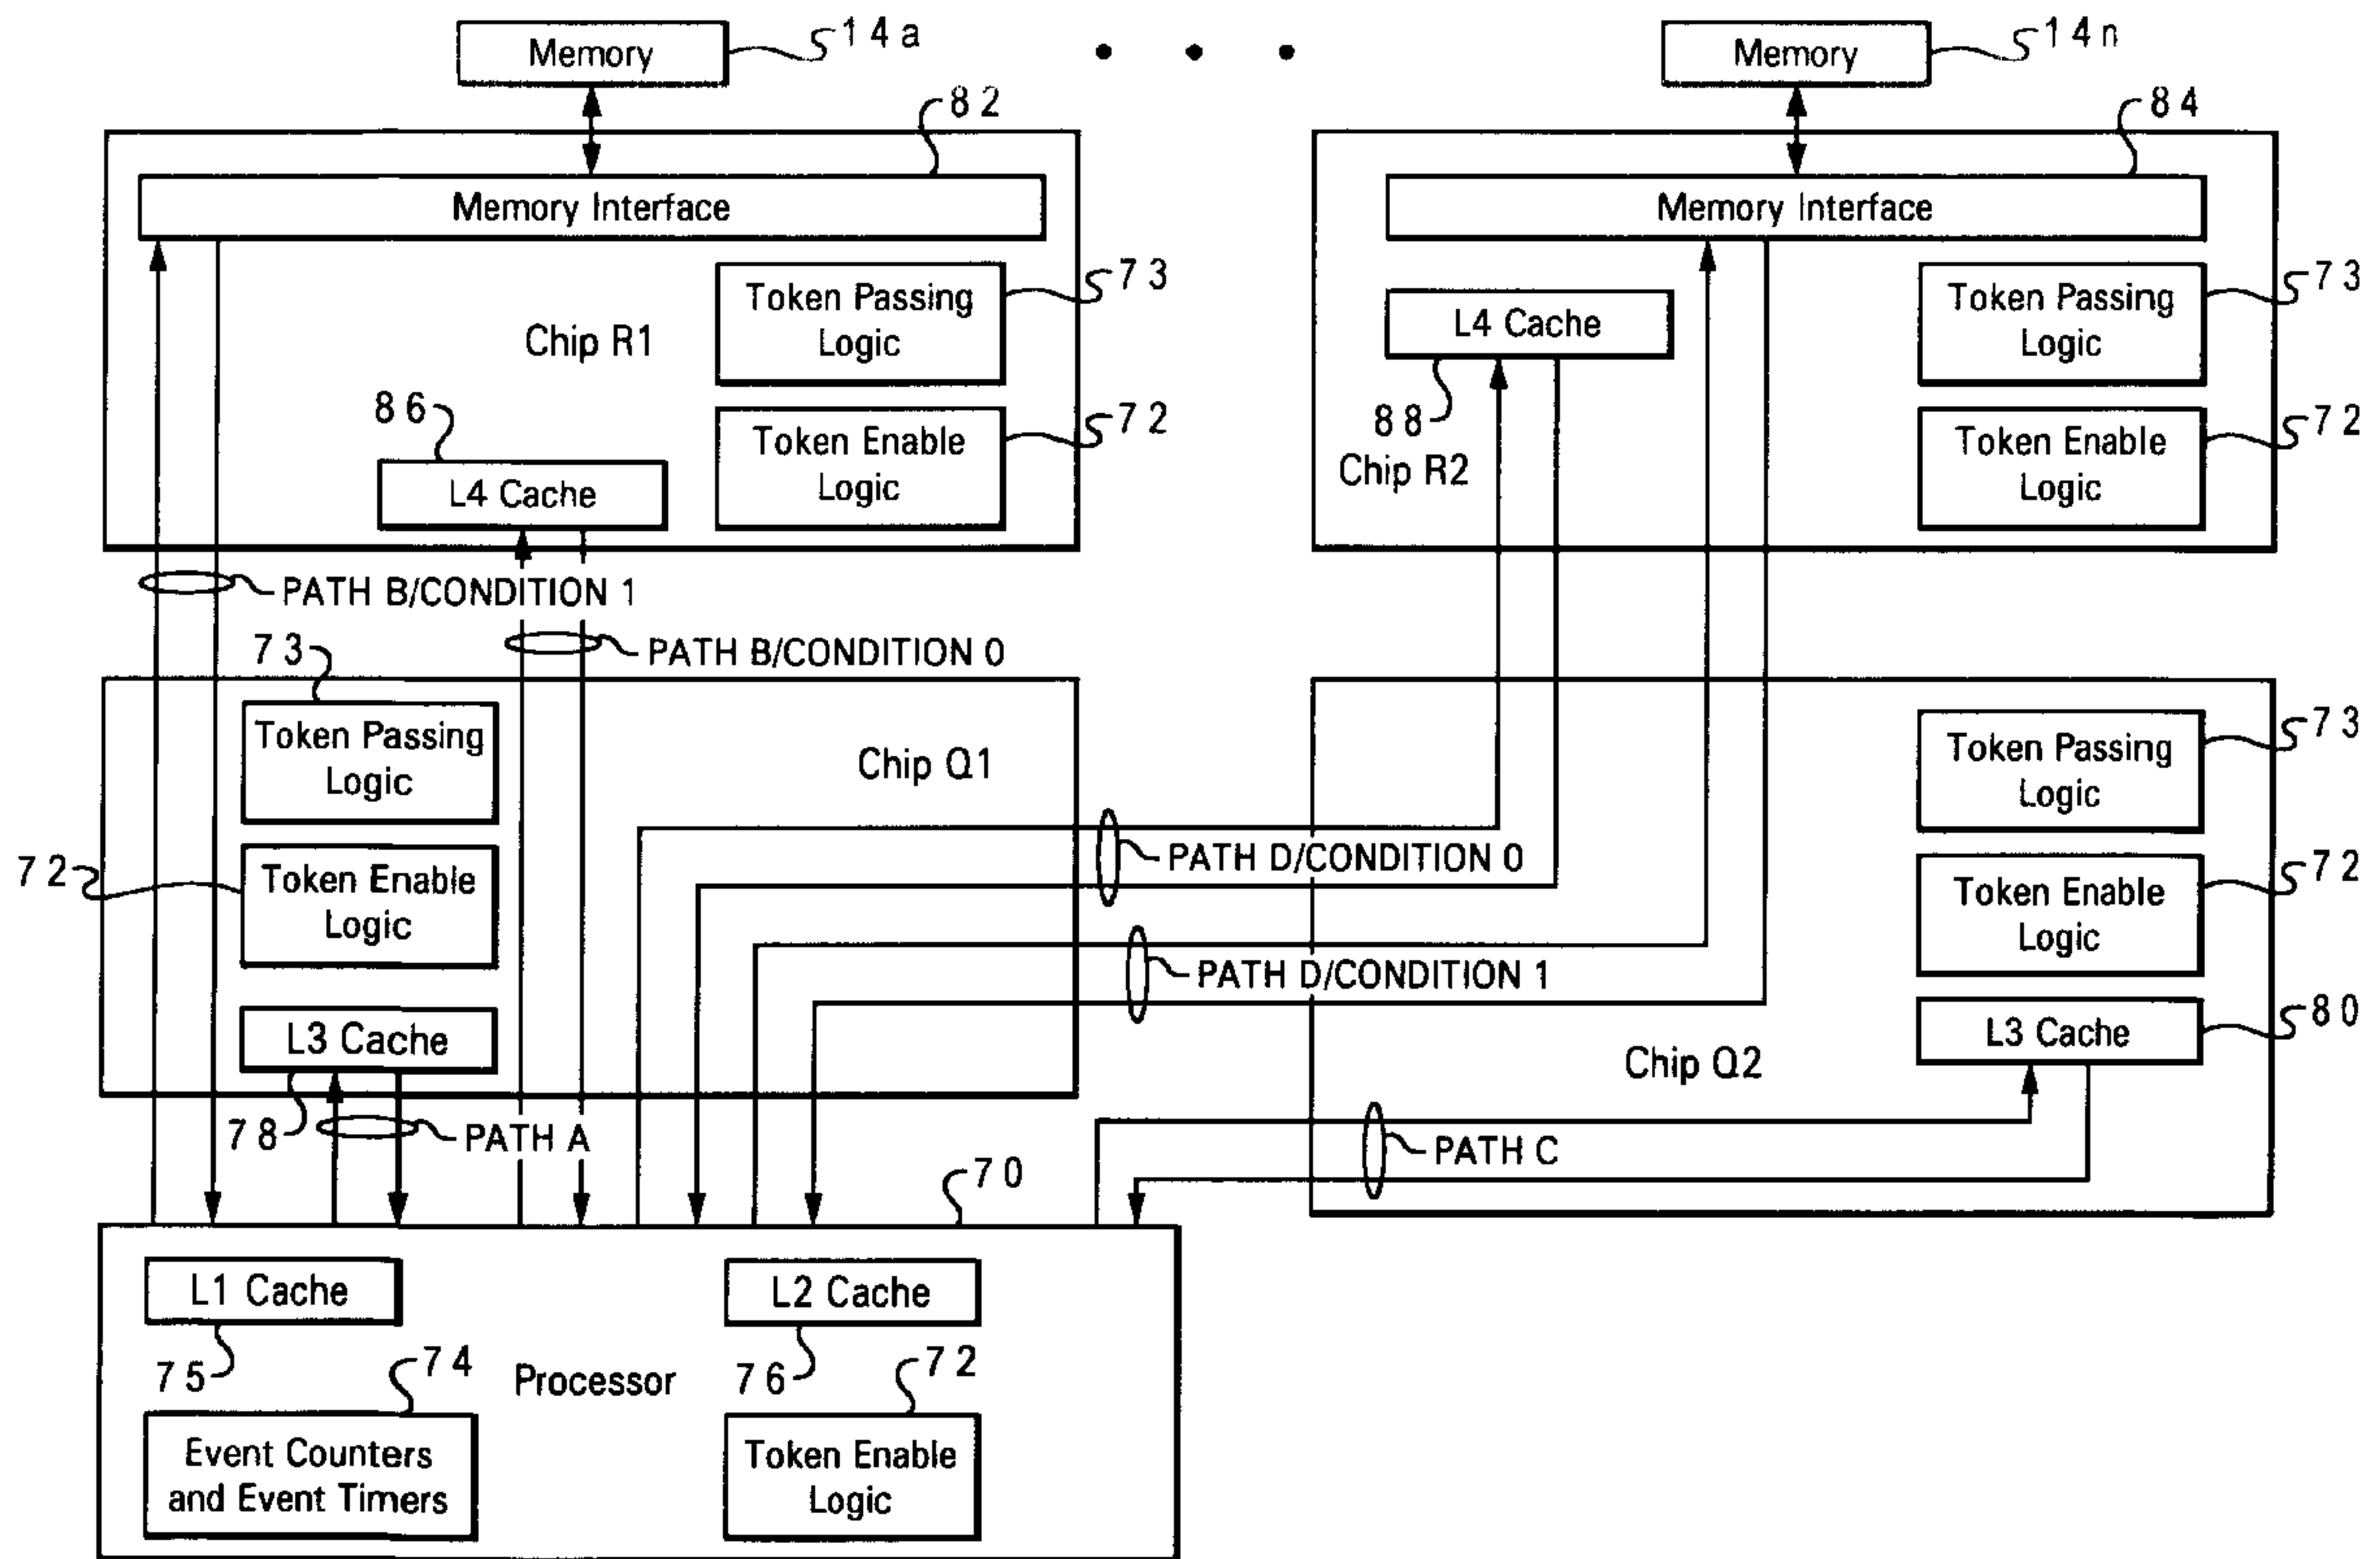 Memory
14a
Memory
14n
82
84
Memory Interface
Memory Interface
Token Passing
Logic
73
Chip R1
Token Enable
Logic
72
86
L4 Cache
L4 Cache
88
Chip R2
Token Passing
Logic
73
Token Enable
Logic
72
PATH B/CONDITION 1
PATH B/CONDITION 0
73
Token Passing
Logic
Chip Q1
72
Token Enable
Logic
L3 Cache
78
PATH A
PATH D/CONDITION 0
PATH D/CONDITION 1
Token Passing
Logic
73
Token Enable
Logic
72
L3 Cache
80
Chip Q2
PATH C
70
L1 Cache
75
L2 Cache
76
74
Processor
72
Event Counters
and Event Timers
Token Enable
Logic